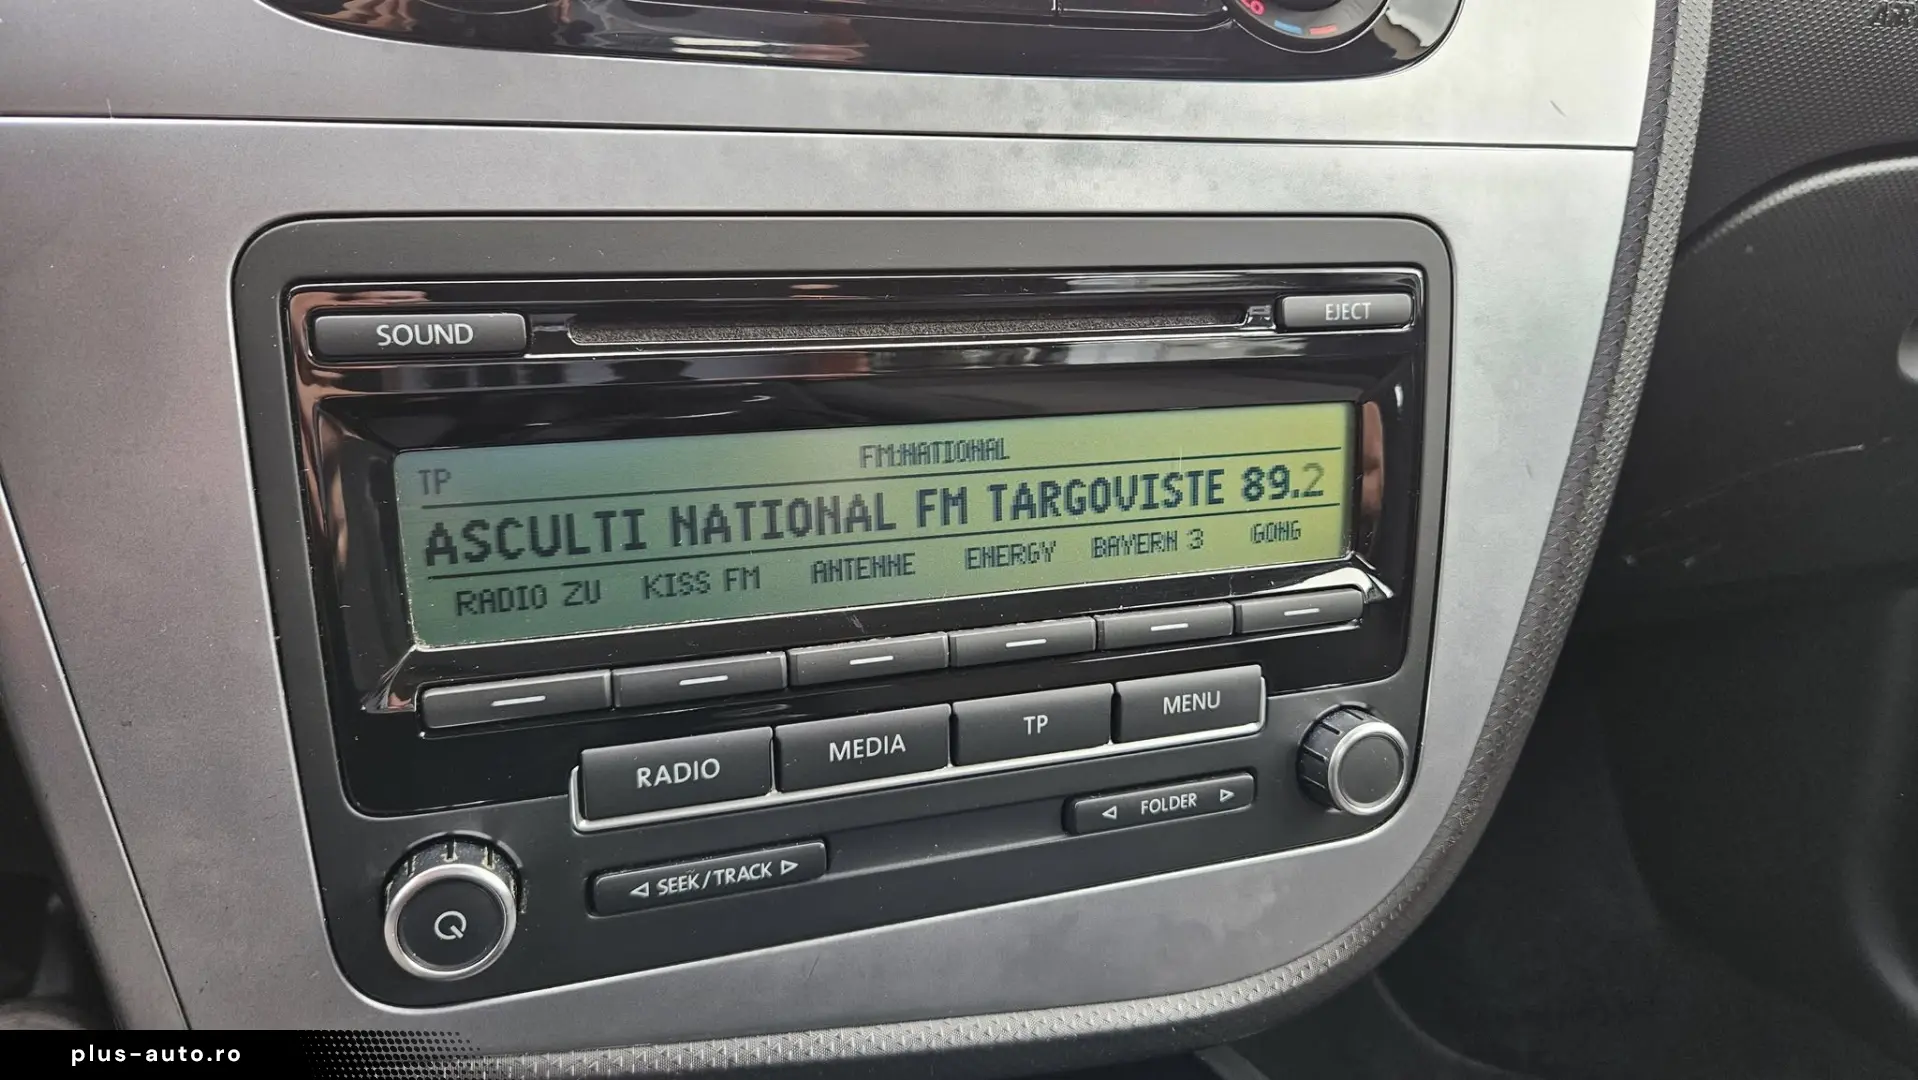 SOUND
EJECT
FM:NATIONAL
TP
ASCULTI NATIONAL FM TARGOVISTE 89.2
RADIO ZU KISS FM ANTENNE ENERGY BAYERN 3 GONG
RADIO MEDIA TP MENU
◁ SEEK/TRACK ▷
◁ FOLDER ▷
plus-auto.ro